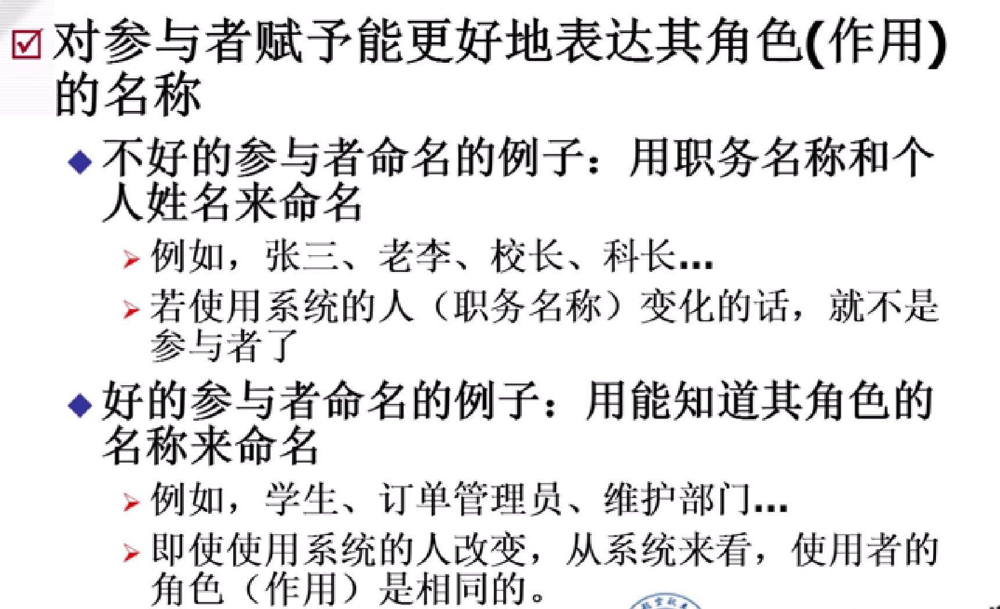 对参与者赋予能更好地表达其角色(作用)
的名称
不好的参与者命名的例子：用职务名称和个
人姓名来命名
例如，张三、老李、校长、科长...
若使用系统的人（职务名称）变化的话，就不是
参与者了
好的参与者命名的例子：用能知道其角色的
名称来命名
例如，学生、订单管理员、维护部门...
即使使用系统的人改变，从系统来看，使用者的
角色（作用）是相同的。